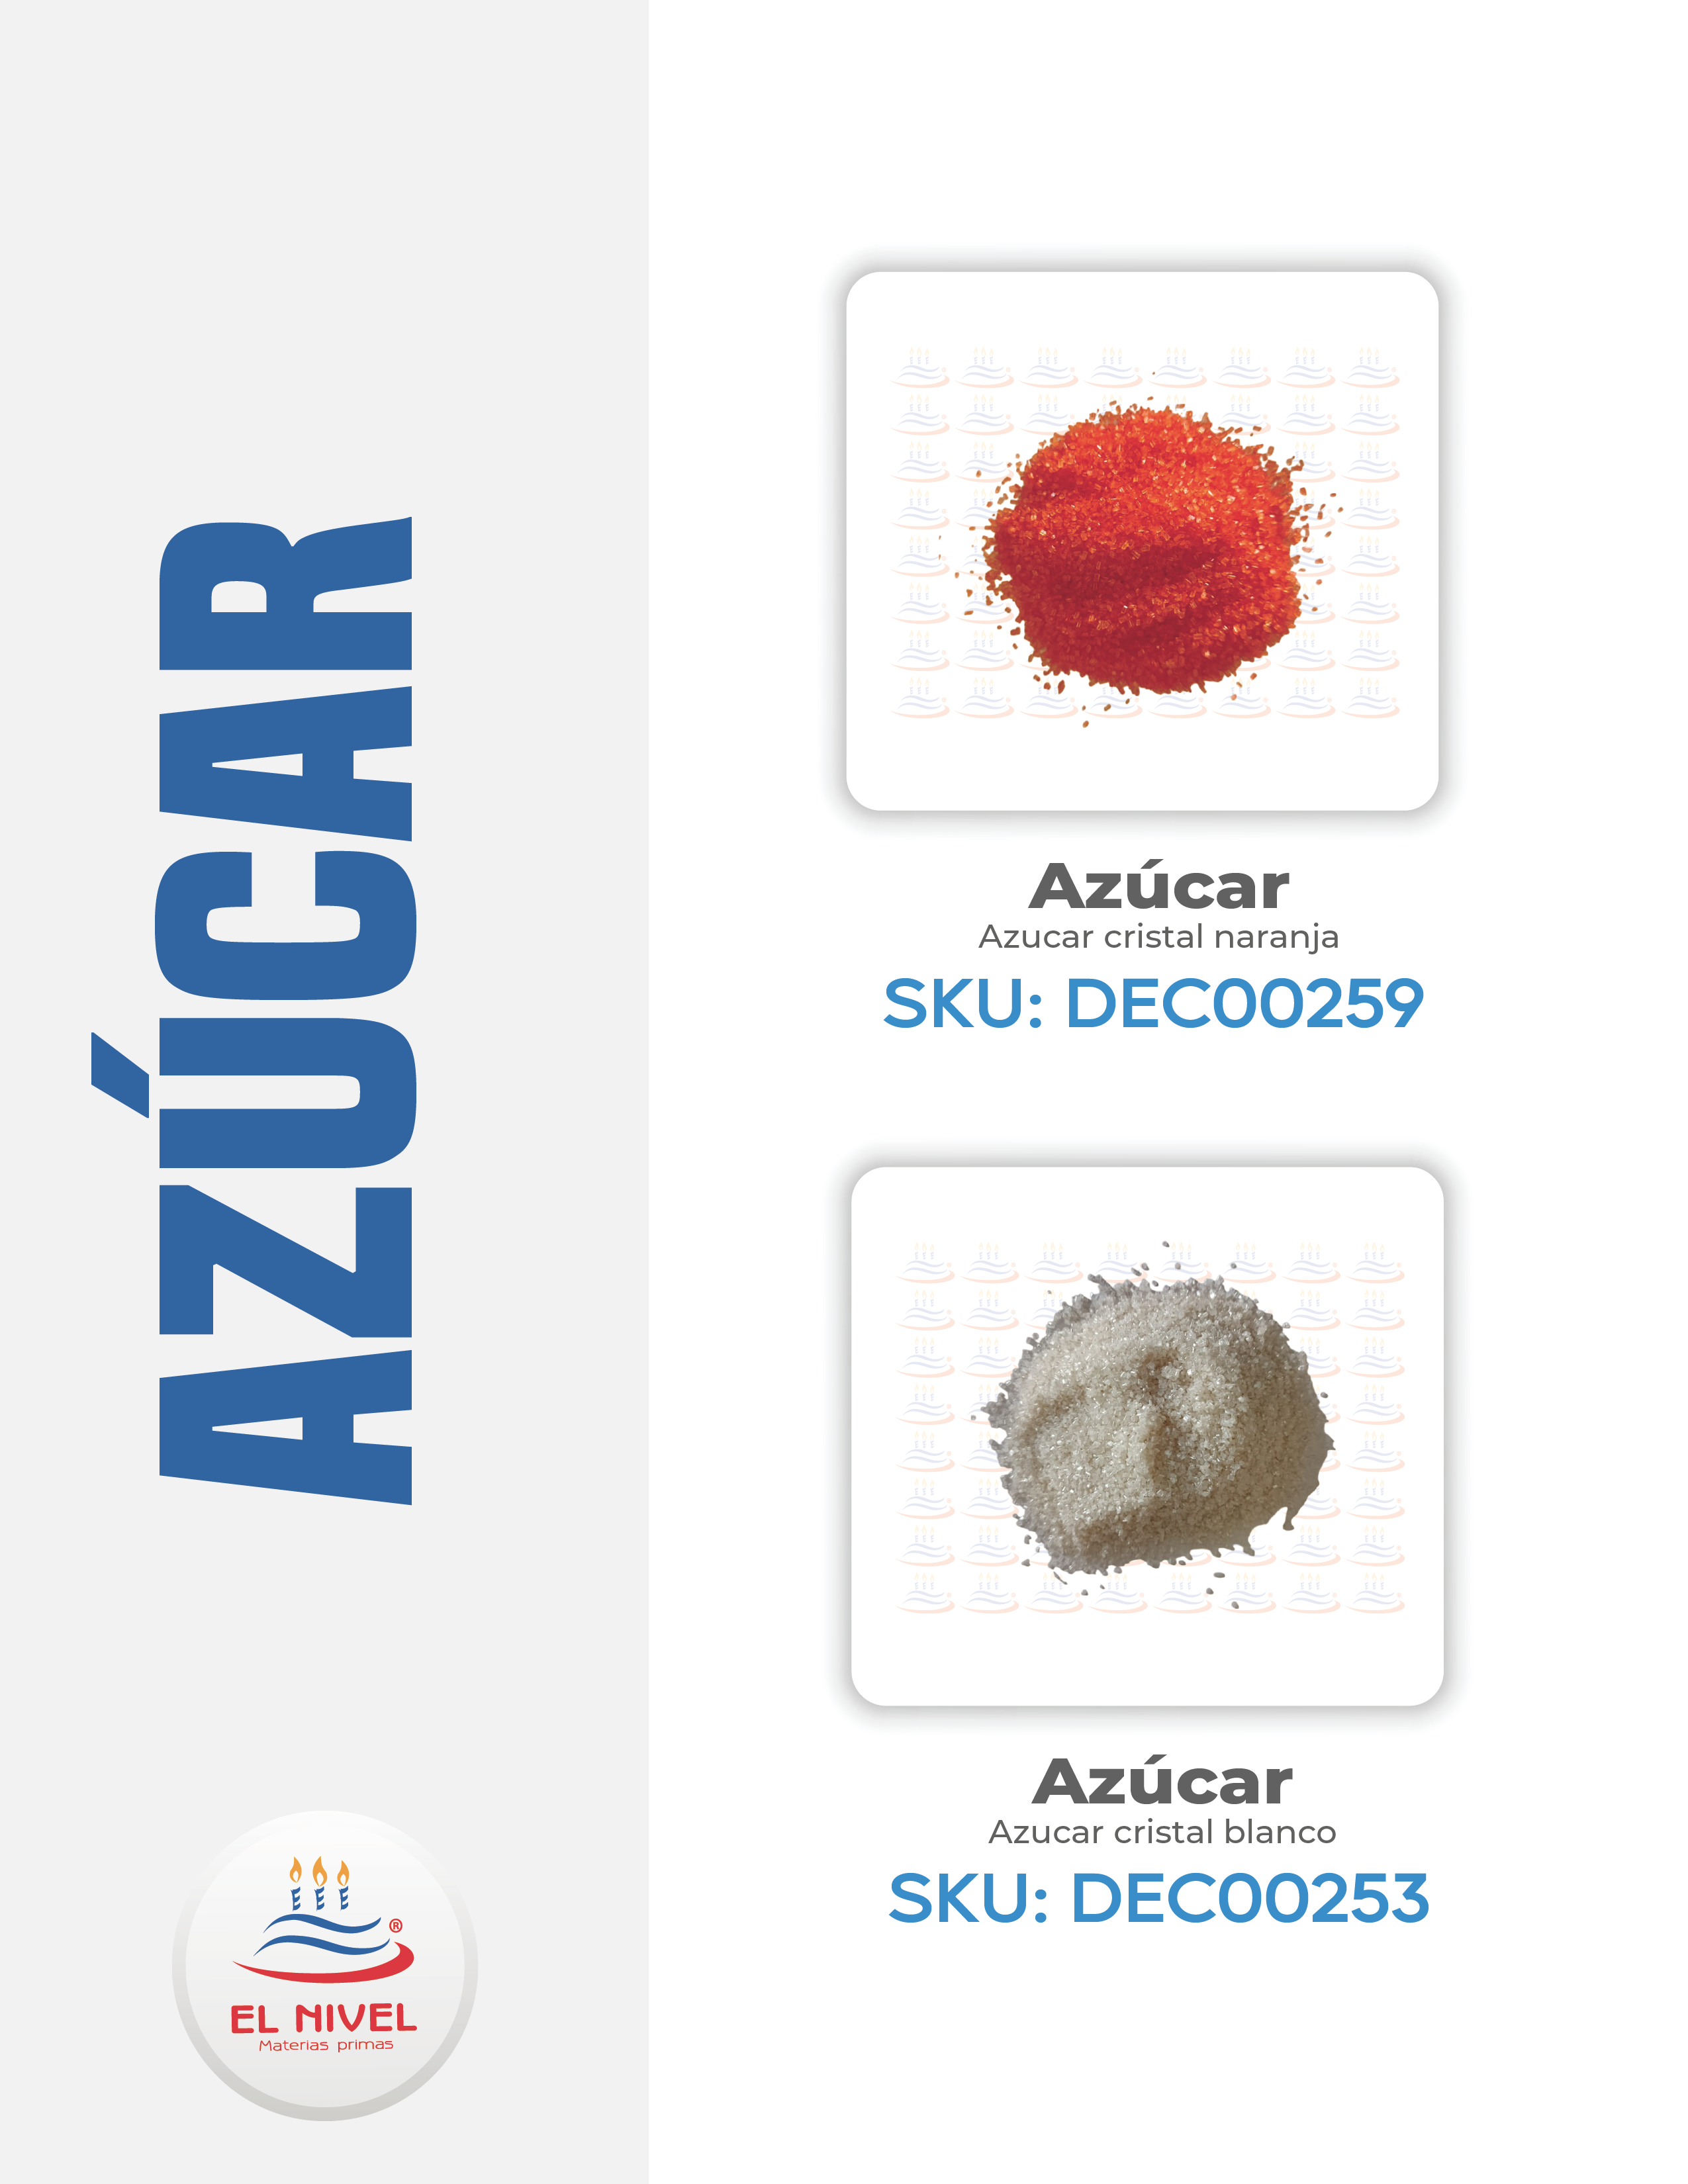 AZÚCAR
Azúcar
Azucar cristal naranja
SKU: DEC00259
Azúcar
Azucar cristal blanco
SKU: DEC00253
®
EL NIVEL
Materias primas